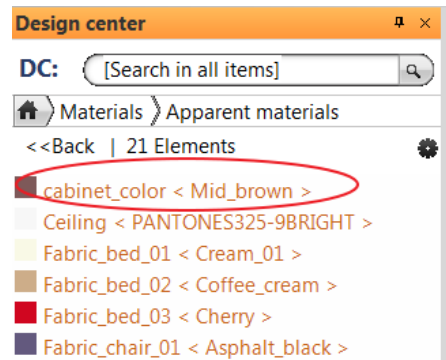 Design center
DC: [Search in all items]
Materials Apparent materials
<<Back | 21 Elements
cabinet_color < Mid_brown >
Ceiling < PANTONES325-9BRIGHT >
Fabric_bed_01 < Cream_01 >
Fabric_bed_02 < Coffee_cream >
Fabric_bed_03 < Cherry >
Fabric_chair_01 < Asphalt_black >